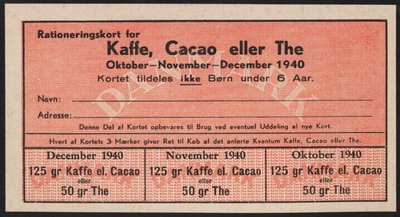 Rationeringskort for
Kaffe, Cacao eller The
Oktober—November—December 1940
Kortet tildeles ikke Børn under 6 Aar.
DANMARK
Navn:
Adresse:
Denne Del af Kortet opbevares til Brug ved eventuel Uddeling af nye Kort.
Hvert af Kortets 3 Mærker giver Ret til Køb af det anførte Kvantum Kaffe, Cacao eller The.
December 1940
125 gr Kaffe el. Cacao
eller
50 gr The
November 1940
125 gr Kaffe el. Cacao
eller
50 gr The
Oktober 1940
125 gr Kaffe el. Cacao
eller
50 gr The